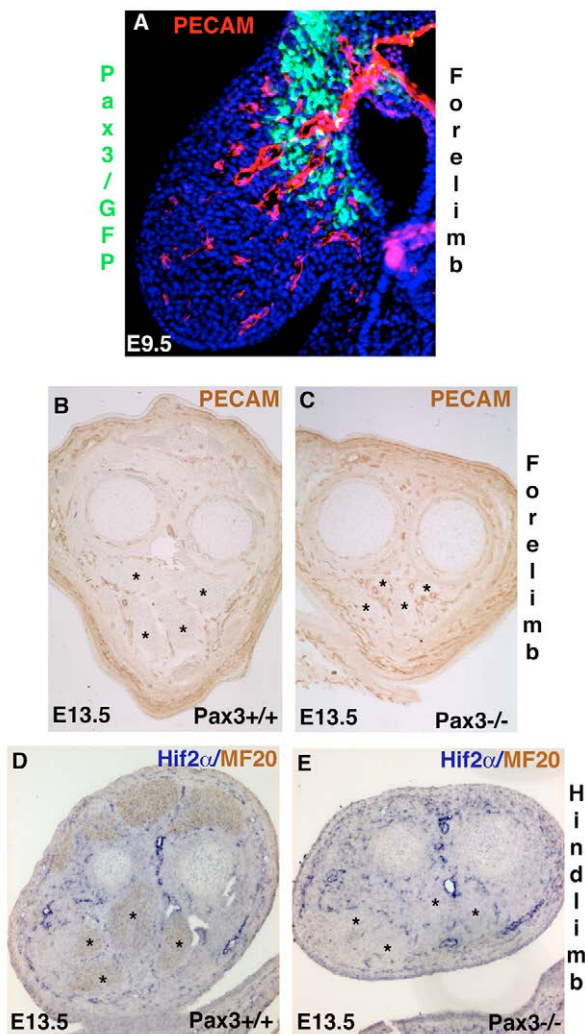 A PECAM
Pax3/GFP
Forelimb
E9.5
B PECAM
C PECAM
Forelimb
* * * *
* * * *
E13.5 Pax3+/+
E13.5 Pax3-/-
D Hif2α/MF20
E Hif2α/MF20
Hindlimb
* * * *
* * * *
E13.5 Pax3+/+
E13.5 Pax3-/-